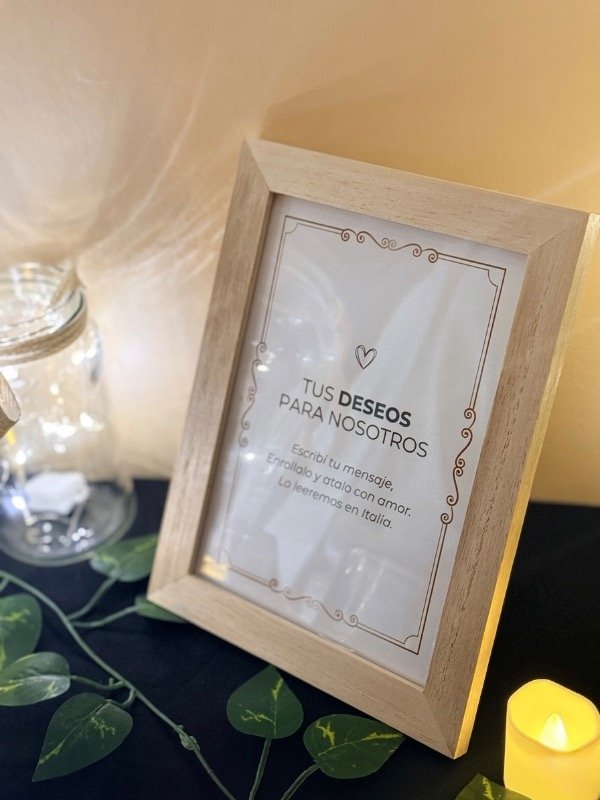 TUS DESEOS
PARA NOSOTROS
Escribí tu mensaje,
Enrollalo y atalo con amor.
Lo leeremos en Italia.